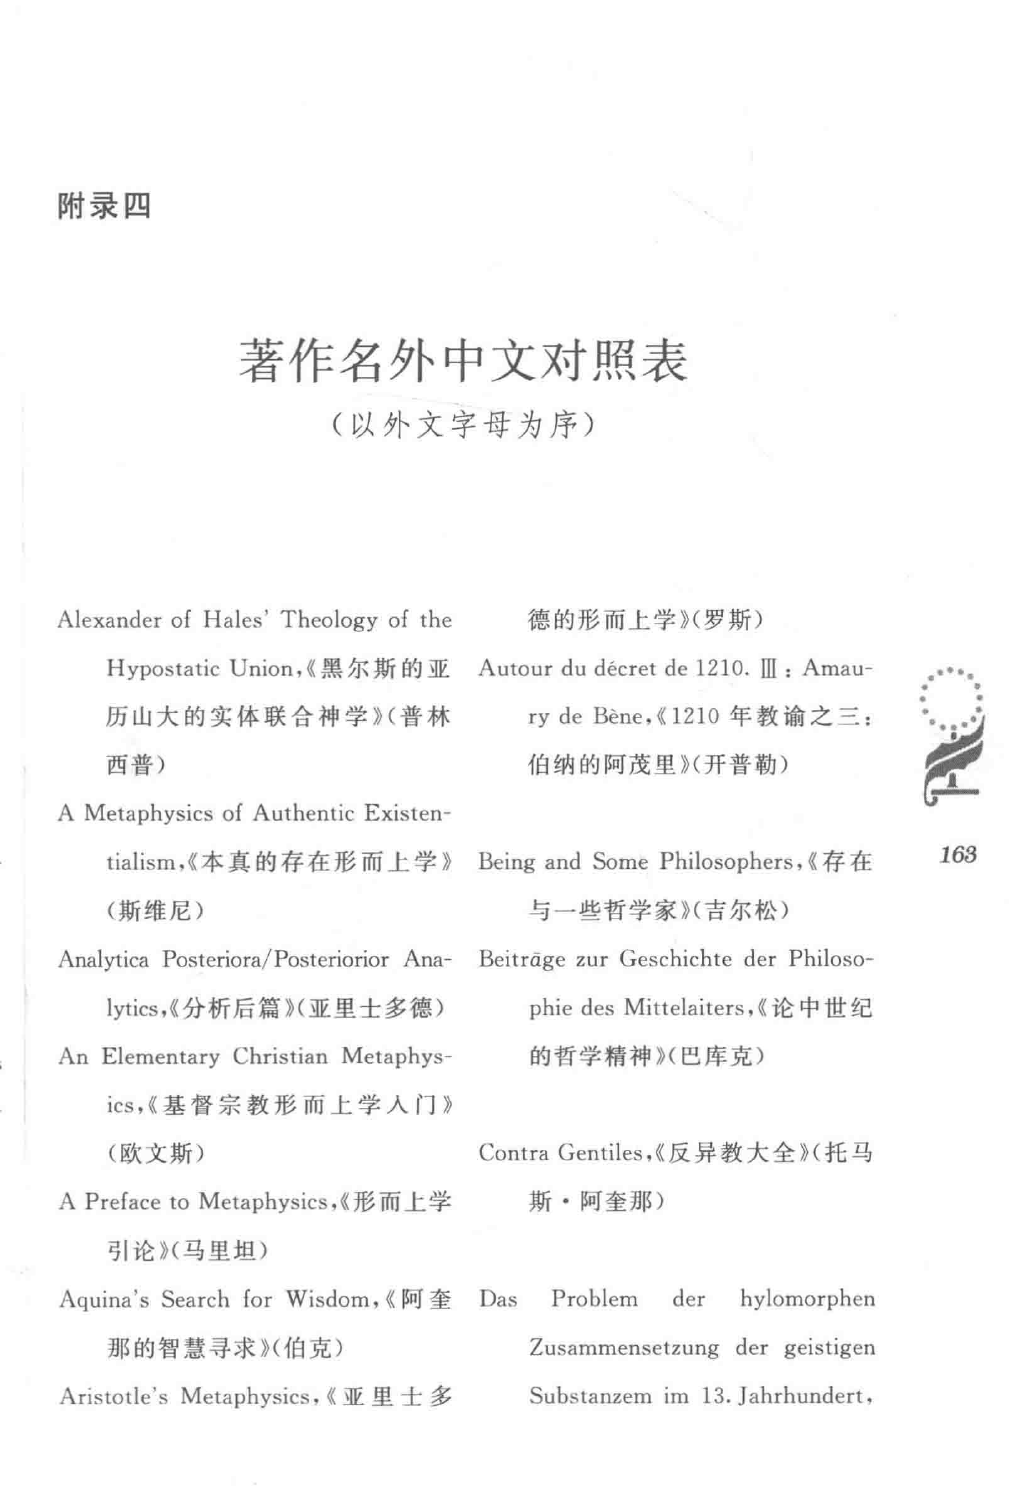 附录四
著作名外中文对照表
（以外文字母为序）
Alexander of Hales' Theology of the
Hypostatic Union,《黑尔斯的亚
历山大的实体联合神学》(普林
西普)
A Metaphysics of Authentic Existen-
tialism,《本真的存在形而上学》
(斯维尼)
Analytica Posteriora/Posteriorior Ana-
lytics,《分析后篇》(亚里士多德)
An Elementary Christian Metaphys-
ics,《基督宗教形而上学入门》
(欧文斯)
A Preface to Metaphysics,《形而上学
引论》(马里坦)
Aquina's Search for Wisdom,《阿奎
那的智慧寻求》(伯克)
Aristotle's Metaphysics,《亚里士多
德的形而上学》(罗斯)
Autour du décret de 1210. Ⅲ: Amau-
ry de Bène,《1210 年教谕之三:
伯纳的阿茂里》(开普勒)
Being and Some Philosophers,《存在
与一些哲学家》(吉尔松)
Beiträge zur Geschichte der Philoso-
phie des Mittelaiters,《论中世纪
的哲学精神》(巴库克)
Contra Gentiles,《反异教大全》(托马
斯·阿奎那)
Das Problem der hylomorphen
Zusammensetzung der geistigen
Substanzem im 13. Jahrhundert,
163